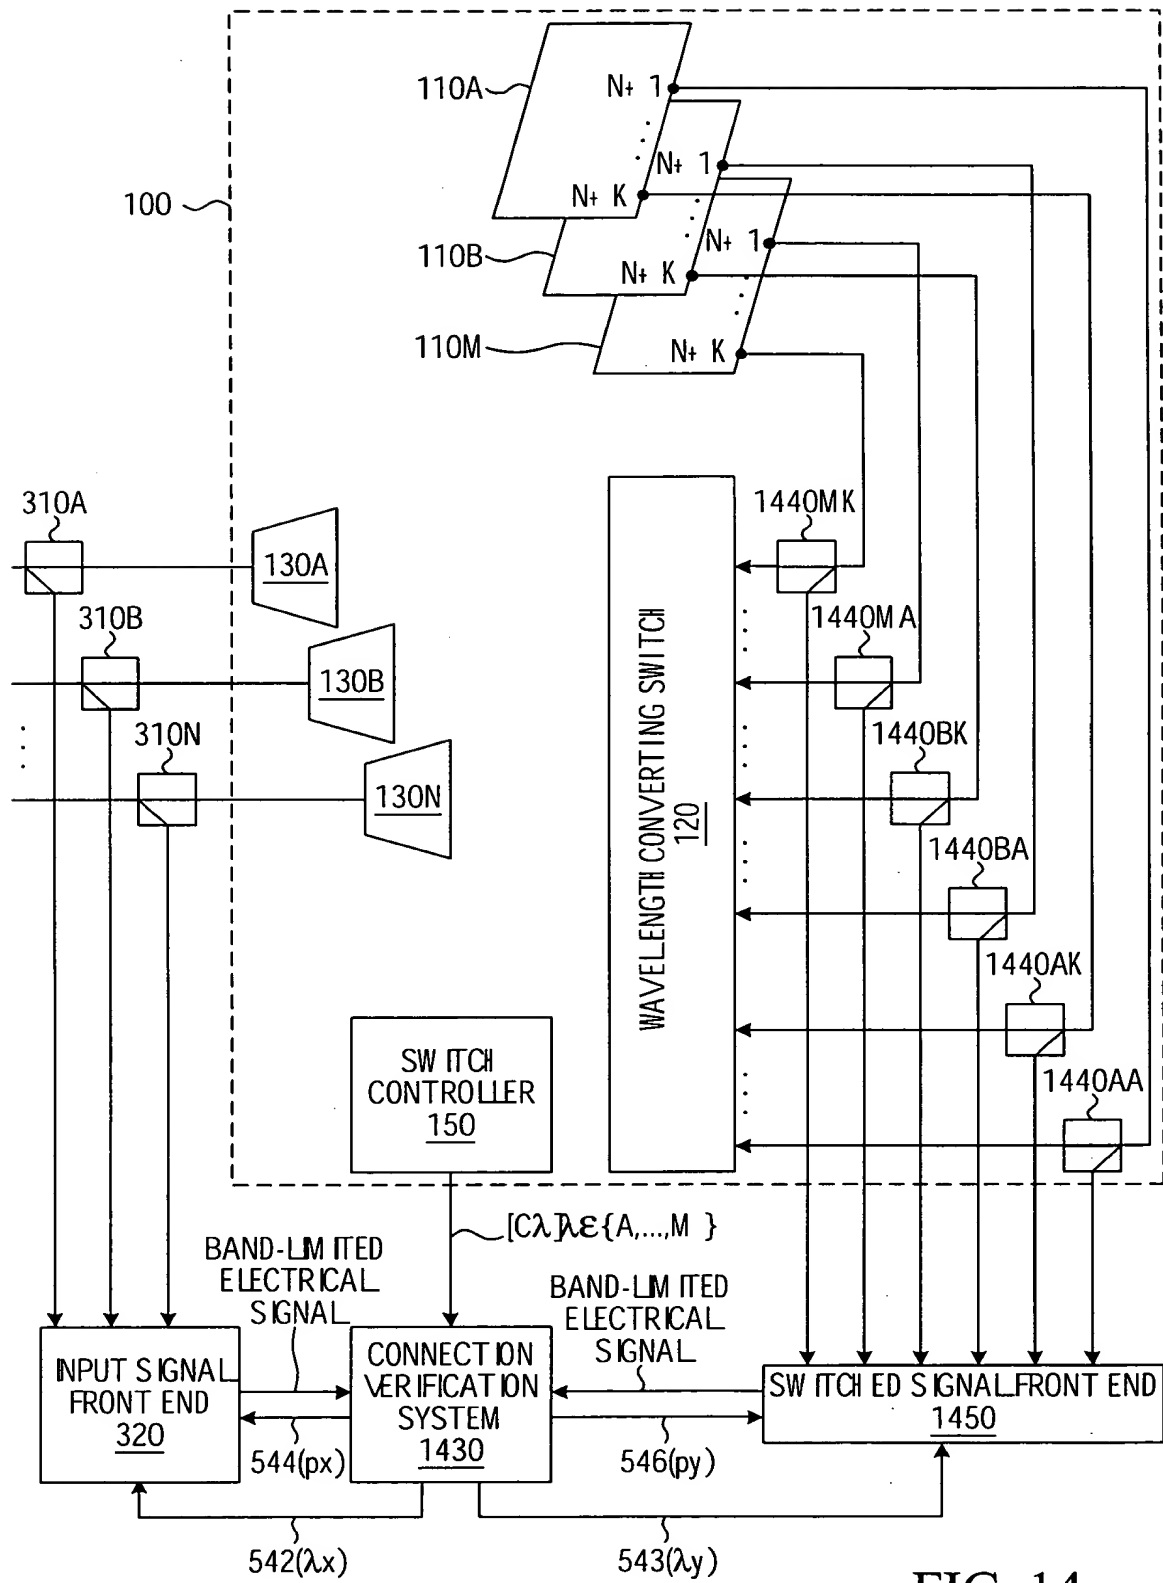 110A
N+ 1
N+ 1
N+ K
100
N+ 1
110B
N+ K
110M
N+ K
310A
1440MK
130A
310B
1440MA
130B
310N
1440BK
130N
WAVELENGTH CONVERTING SWITCH
120
1440BA
1440AK
SWITCH
CONTROLLER
150
1440AA
[Cλ]λε{A,...,M }
BAND-LIMITED
ELECTRICAL
SIGNAL
BAND-LIMITED
ELECTRICAL
SIGNAL
INPUT SIGNAL
FRONT END
320
CONNECTION
VERIFICATION
SYSTEM
1430
SWITCHED SIGNAL FRONT END
1450
544(px)
546(py)
542(λx)
543(λy)
FIG. 14